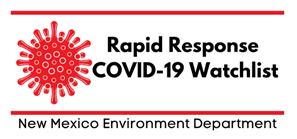 Rapid Response
COVID-19 Watchlist
New Mexico Environment Department